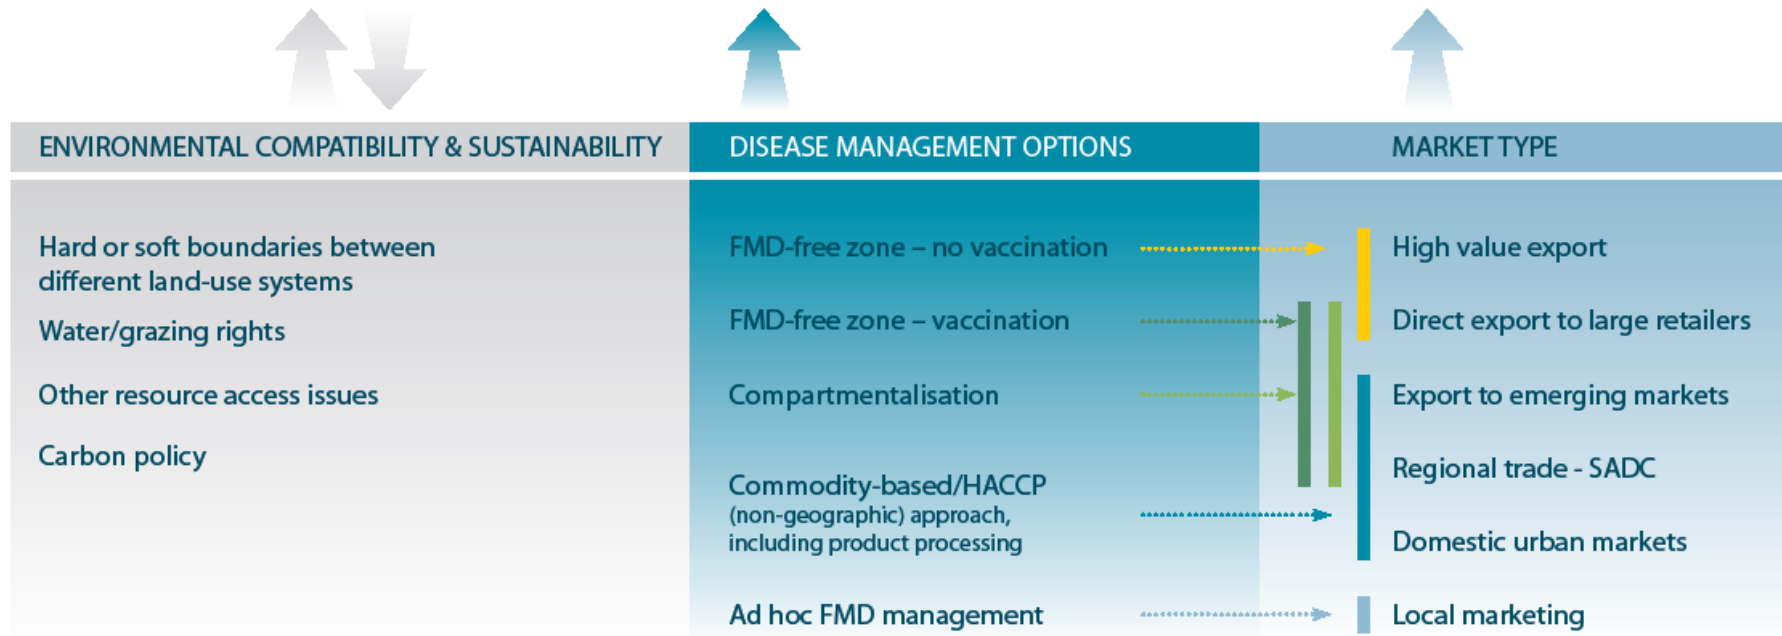 ENVIRONMENTAL COMPATIBILITY & SUSTAINABILITY
Hard or soft boundaries between
different land-use systems
Water/grazing rights
Other resource access issues
Carbon policy
DISEASE MANAGEMENT OPTIONS
FMD-free zone – no vaccination
FMD-free zone – vaccination
Compartmentalisation
Commodity-based/HACCP
(non-geographic) approach,
including product processing
Ad hoc FMD management
MARKET TYPE
High value export
Direct export to large retailers
Export to emerging markets
Regional trade - SADC
Domestic urban markets
Local marketing